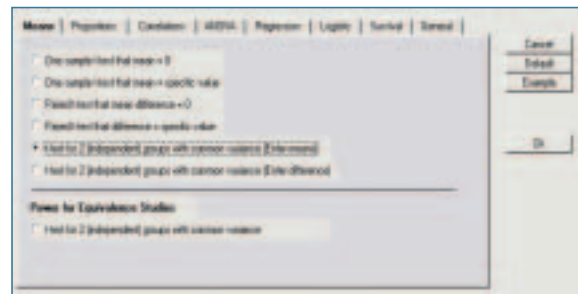 Means | Proportions | Correlations | ANOVA | Regression | Logistic | Survival | General |
One sample t-test that mean = 0
One sample t-test that mean = specific value
Paired t-test that mean difference = 0
Paired t-test that difference = specific value
t-test for 2 (independent) groups with common variance (Enter means)
t-test for 2 (independent) groups with common variance (Enter difference)
Power for Equivalence Studies
t-test for 2 (independent) groups with common variance
Cancel
Default
Example
Ok